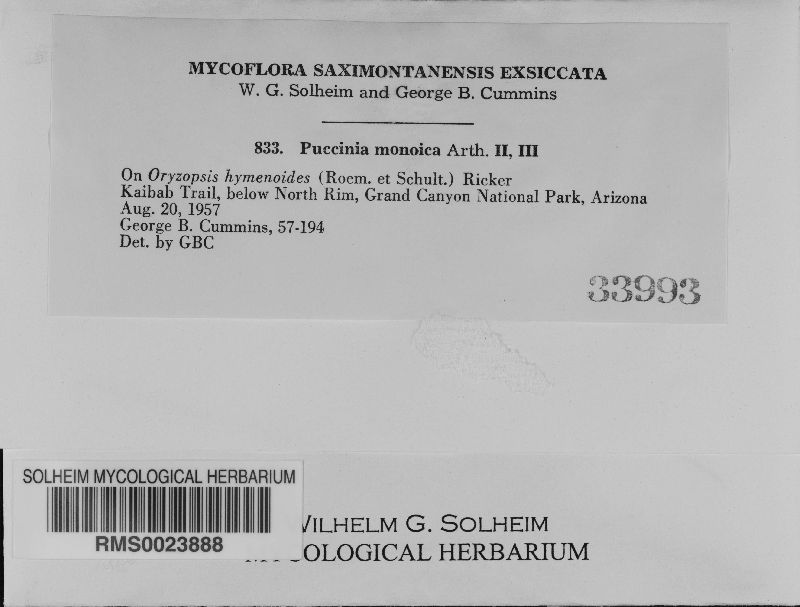 MYCOFLORA SAXIMONTANENSIS EXSICCATA
W. G. Solheim and George B. Cummins
833. Puccinia monoica Arth. II, III
On Oryzopsis hymenoides (Roem. et Schult.) Ricker
Kaibab Trail, below North Rim, Grand Canyon National Park, Arizona
Aug. 20, 1957
George B. Cummins, 57-194
Det. by GBC
33993
SOLHEIM MYCOLOGICAL HERBARIUM
RMS0023888
WILHELM G. SOLHEIM
MYCOLOGICAL HERBARIUM